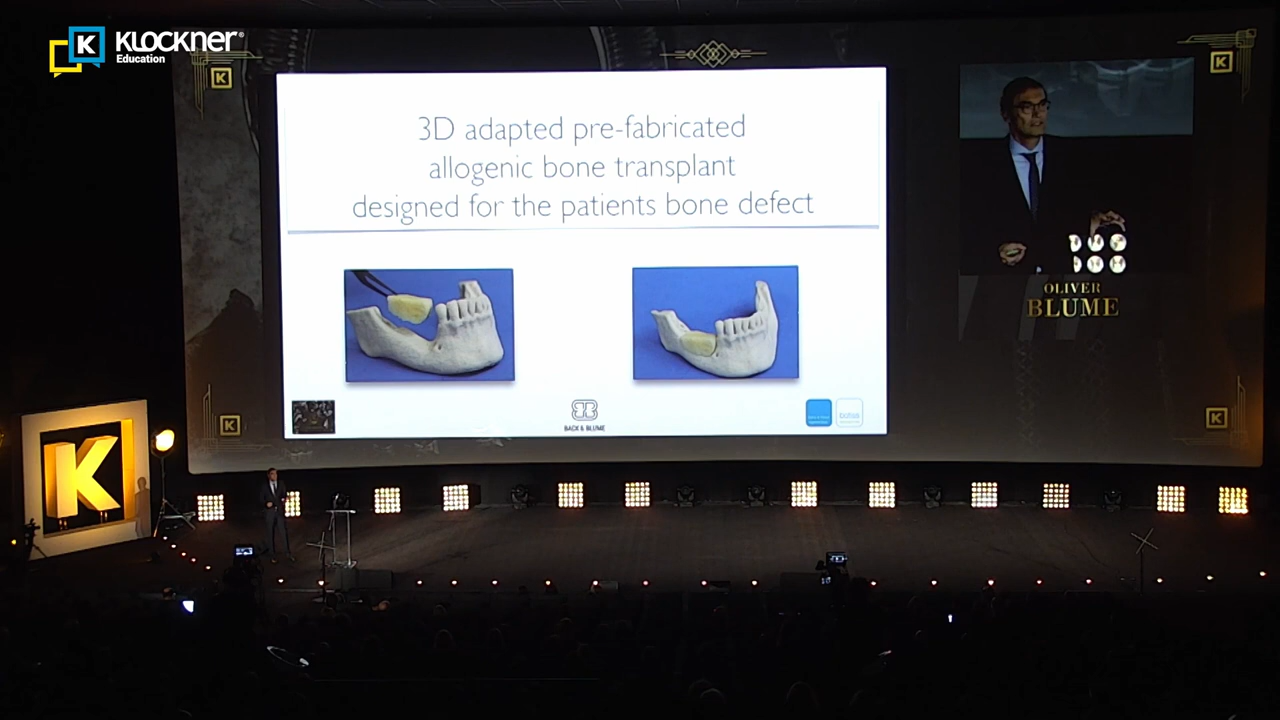 K KLOCKNER®
Education
K
K
3D adapted pre-fabricated
allogenic bone transplant
designed for the patients bone defect
OLIVER
BLUME
BACK & BLUME
botiss
K
K
K